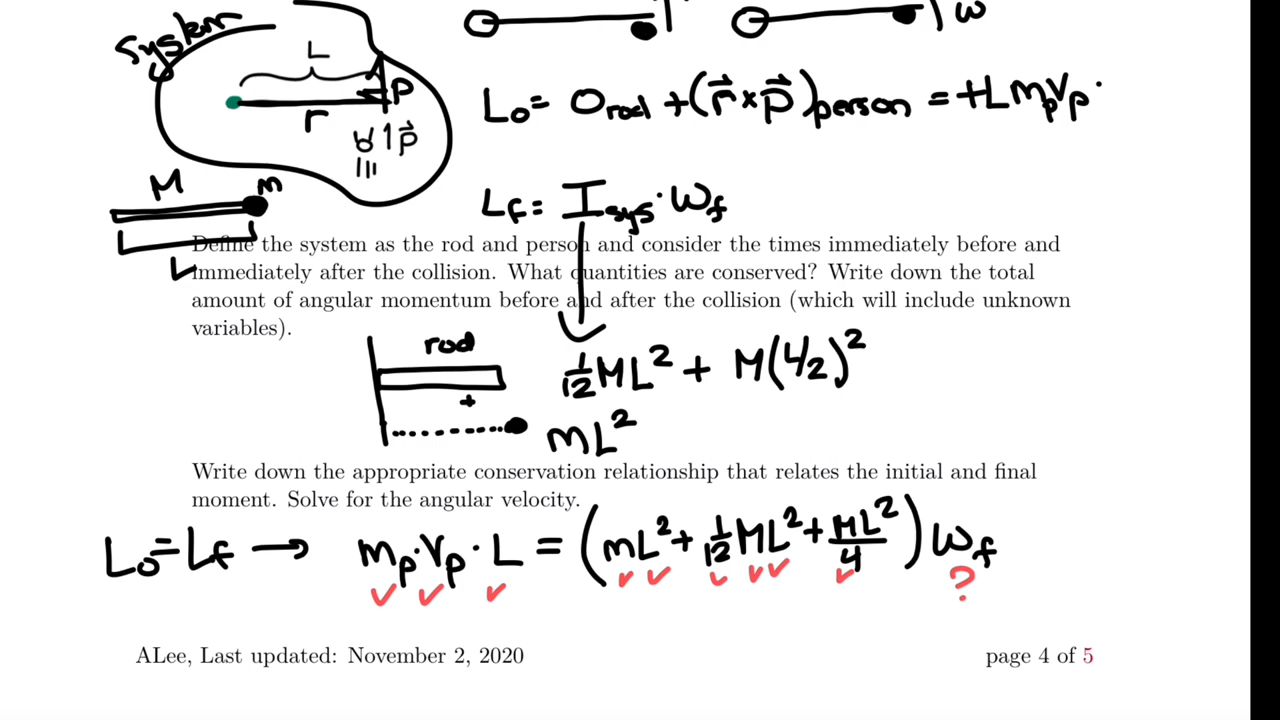 System
L
r
P
p⃗
ω
L₀ = 0rod + (r⃗ × p⃗)person = +L mₚvₚ.
M m
L
Lf = Isys · ωf
Define the system as the rod and person and consider the times immediately before and
immediately after the collision. What quantities are conserved? Write down the total
amount of angular momentum before and after the collision (which will include unknown
variables).
rod
1/12 ML² + M(L/2)²
+
mL²
Write down the appropriate conservation relationship that relates the initial and final
moment. Solve for the angular velocity.
L₀ = Lf → mₚ · vₚ · L = (mL² + 1/12 ML² + ML²/4) ωf
?
ALee, Last updated: November 2, 2020 page 4 of 5